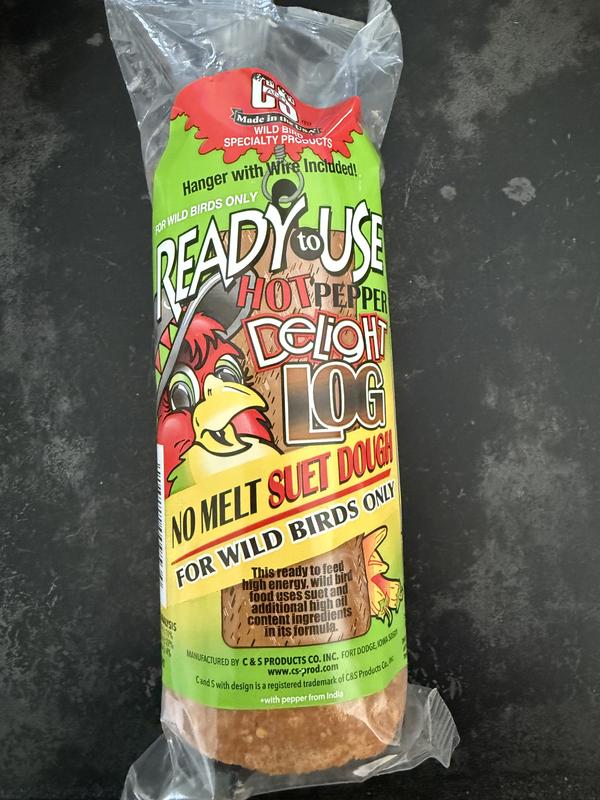 C&S
Made in the USA
WILD BIRD
SPECIALTY PRODUCTS
Hanger with Wire Included!
FOR WILD BIRDS ONLY
READY to USE
HOT PEPPER
DELIGHT
LOG
NO MELT SUET DOUGH
FOR WILD BIRDS ONLY
This ready to feed
high energy, wild bird
food uses suet and
additional high oil
content ingredients
in its formula.
MANUFACTURED BY C & S PRODUCTS CO. INC. FORT DODGE, IOWA
www.cs-prod.com
C and S with design is a registered trademark of C&S Products Co., Inc.
+with pepper from India